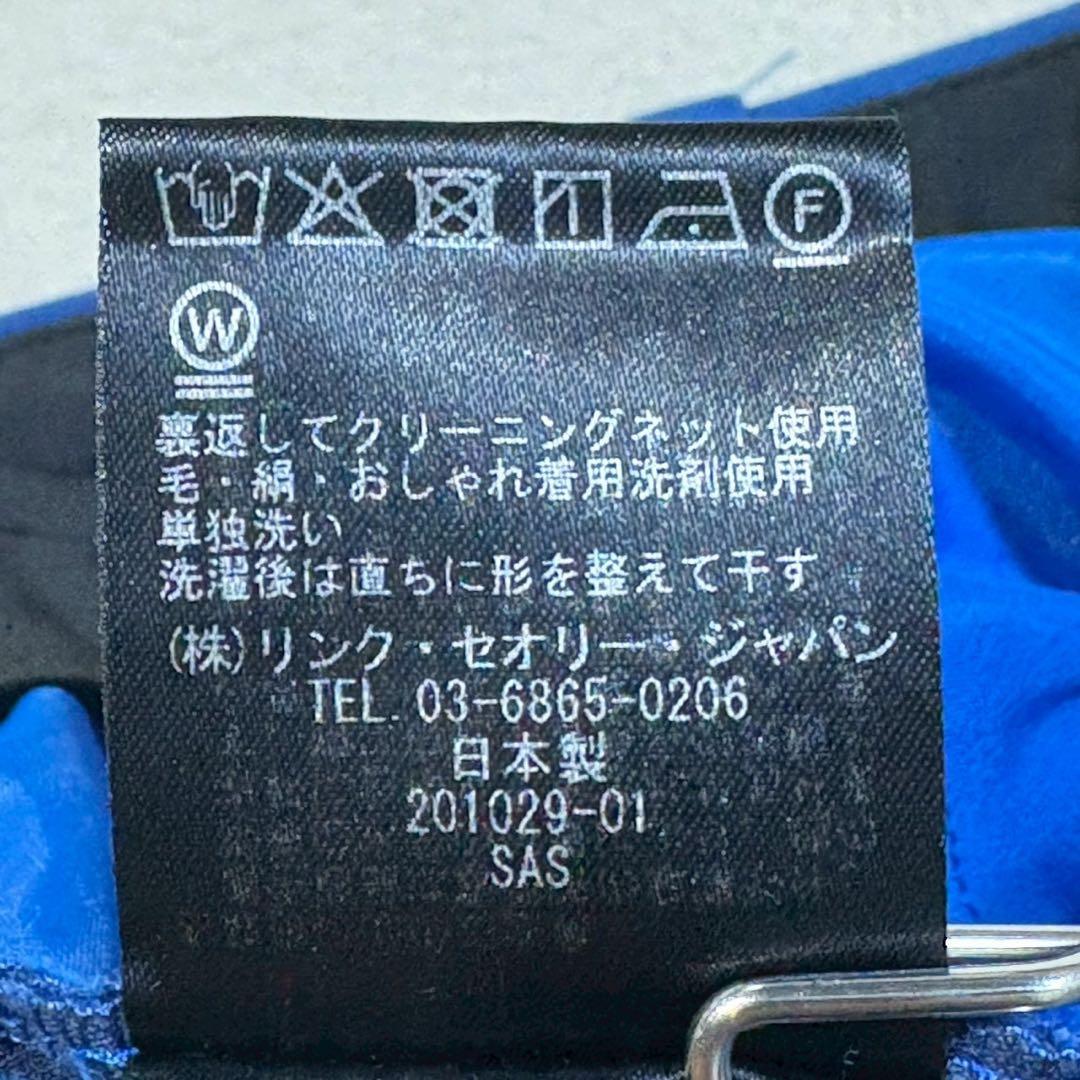 F
W
裏返してクリーニングネット使用
毛・絹・おしゃれ着用洗剤使用
単独洗い
洗濯後は直ちに形を整えて干す
(株)リンク・セオリー・ジャパン
TEL. 03-6865-0206
日本製
201029-01
SAS